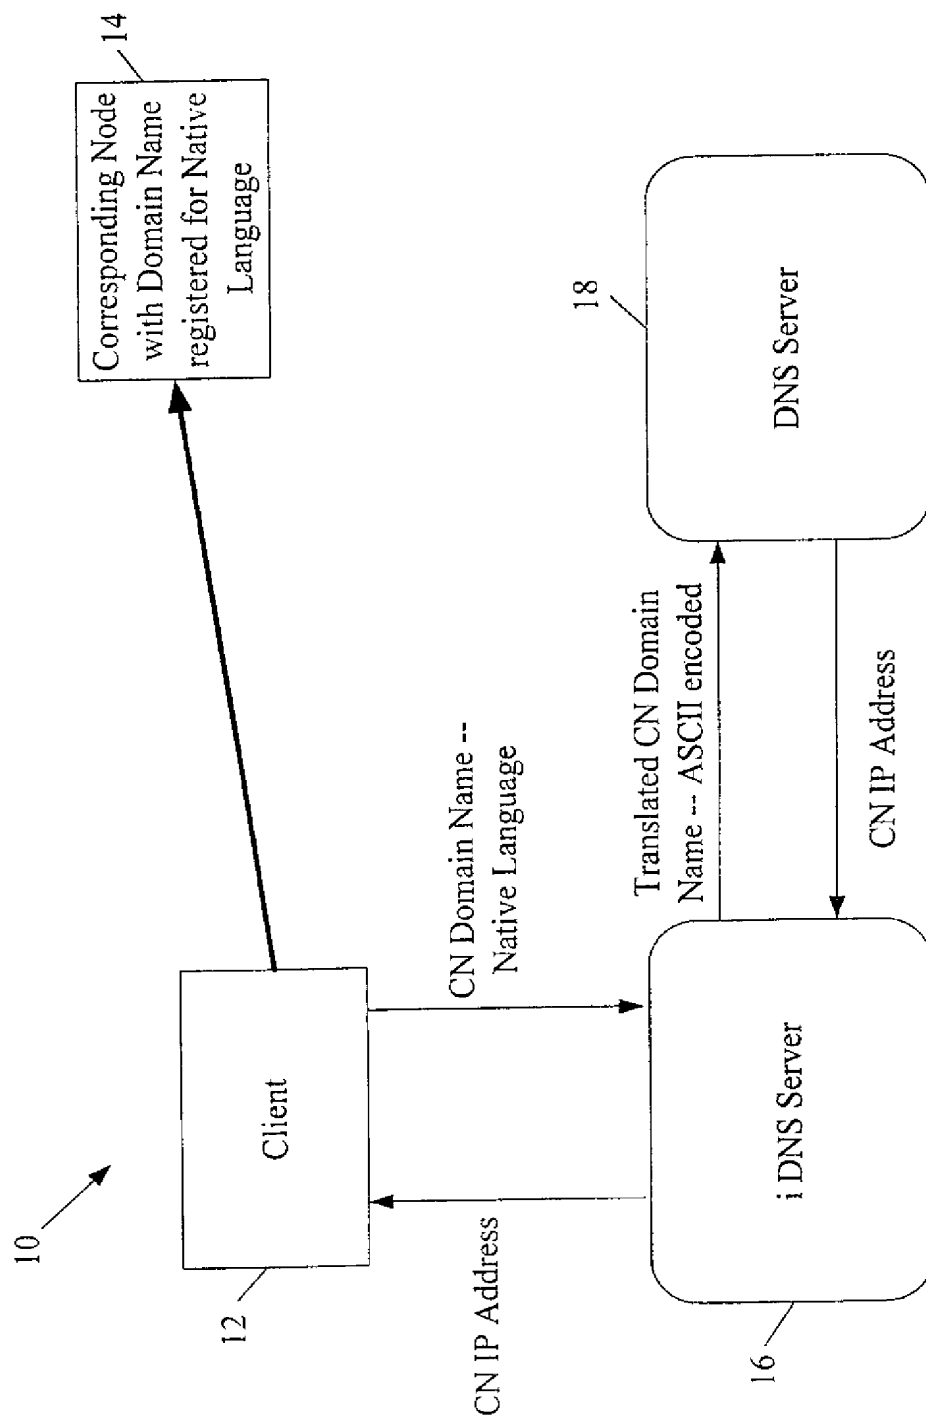 10
12
Client
14
Corresponding Node
with Domain Name
registered for Native
Language
CN IP Address
CN Domain Name --
Native Language
16
i DNS Server
Translated CN Domain
Name -- ASCII encoded
CN IP Address
18
DNS Server